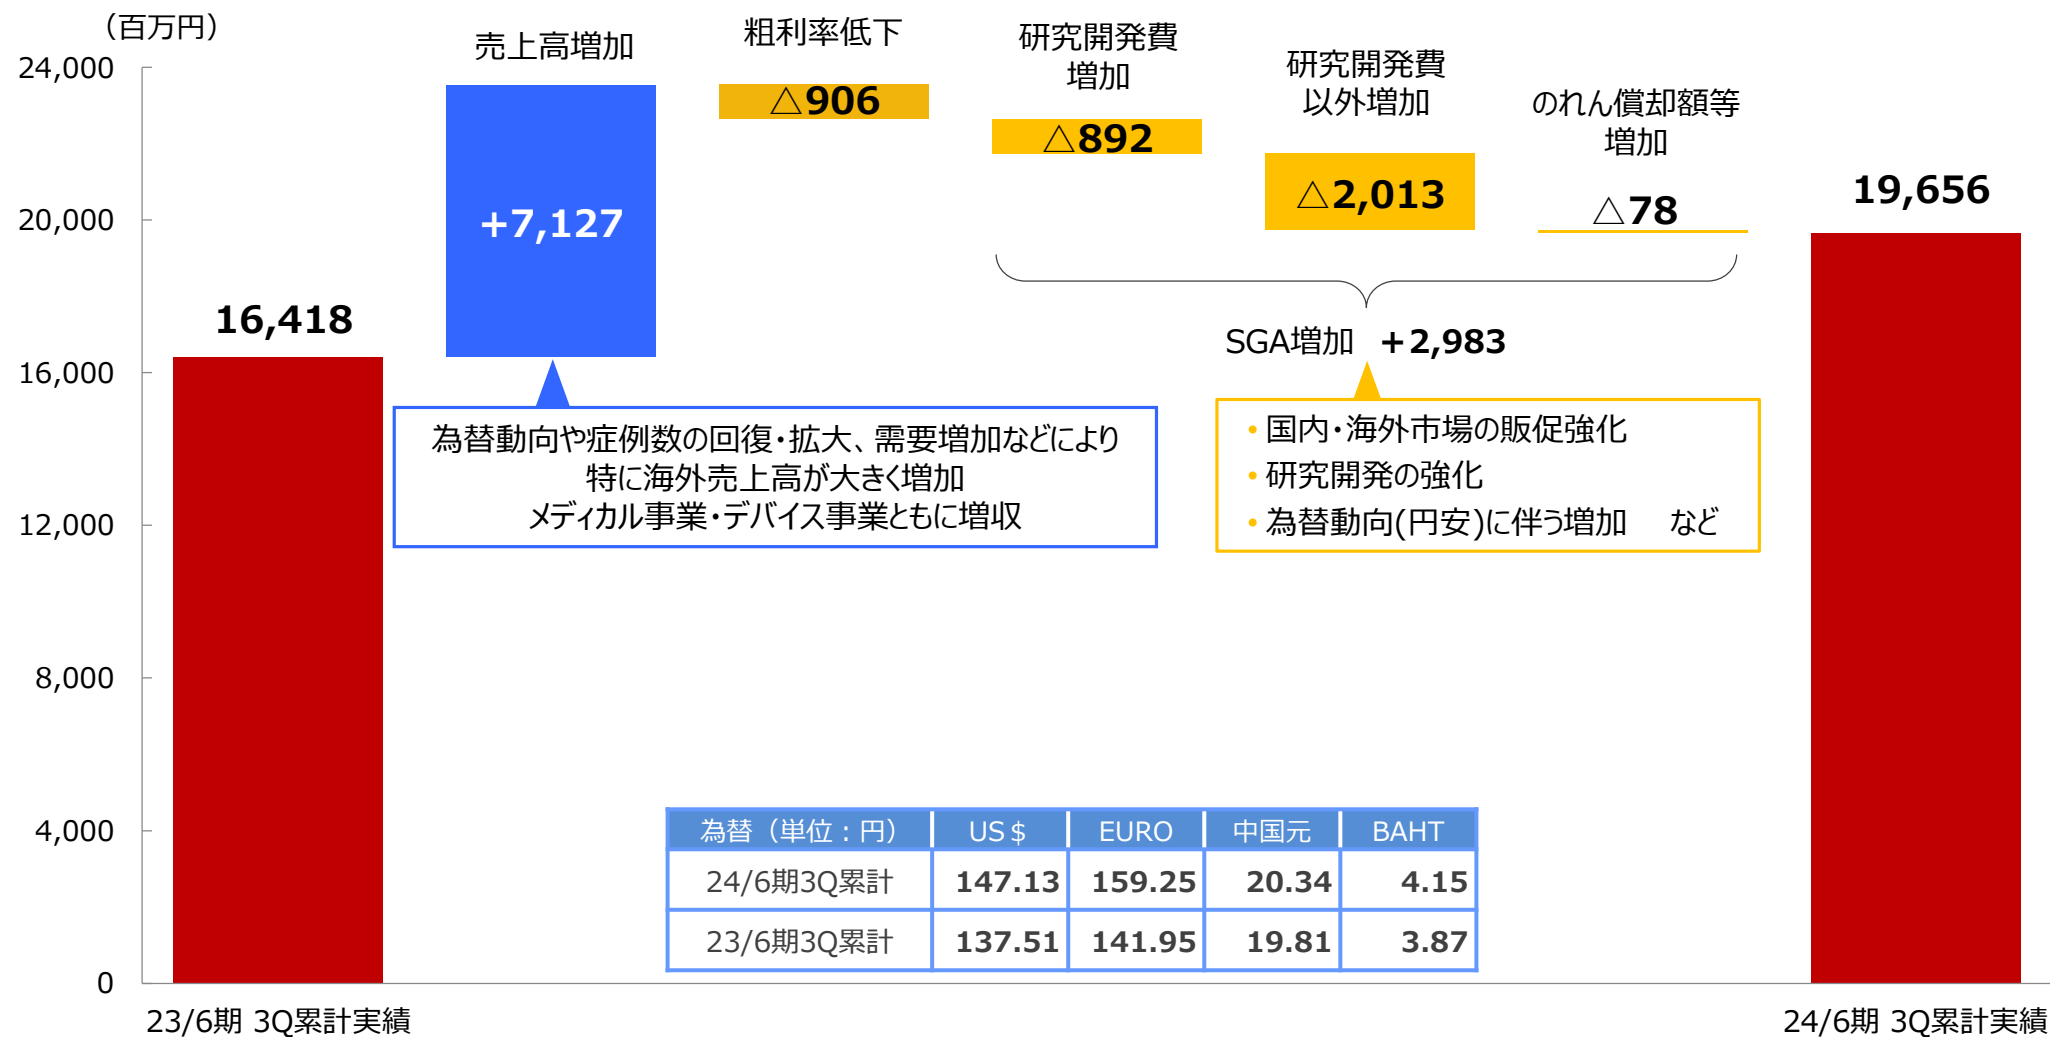 （百万円）
24,000
20,000
16,000
12,000
8,000
4,000
0
16,418
23/6期 3Q累計実績
売上高増加
+7,127
為替動向や症例数の回復・拡大、需要増加などにより
特に海外売上高が大きく増加
メディカル事業・デバイス事業ともに増収
粗利率低下
△906
研究開発費
増加
△892
研究開発費
以外増加
△2,013
のれん償却額等
増加
△78
SGA増加 +2,983
・国内・海外市場の販促強化
・研究開発の強化
・為替動向(円安)に伴う増加 など
19,656
24/6期 3Q累計実績
為替（単位：円） US＄ EURO 中国元 BAHT
24/6期3Q累計 147.13 159.25 20.34 4.15
23/6期3Q累計 137.51 141.95 19.81 3.87